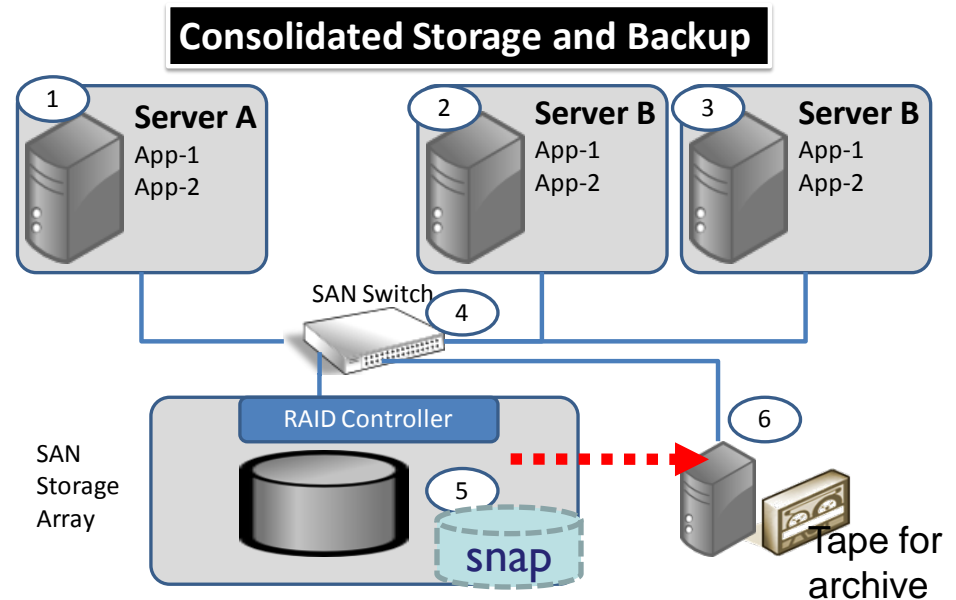 Consolidated Storage and Backup
1
Server A
App-1
App-2
2
Server B
App-1
App-2
3
Server B
App-1
App-2
SAN Switch
4
RAID Controller
SAN
Storage
Array
5
snap
6
Tape for
archive